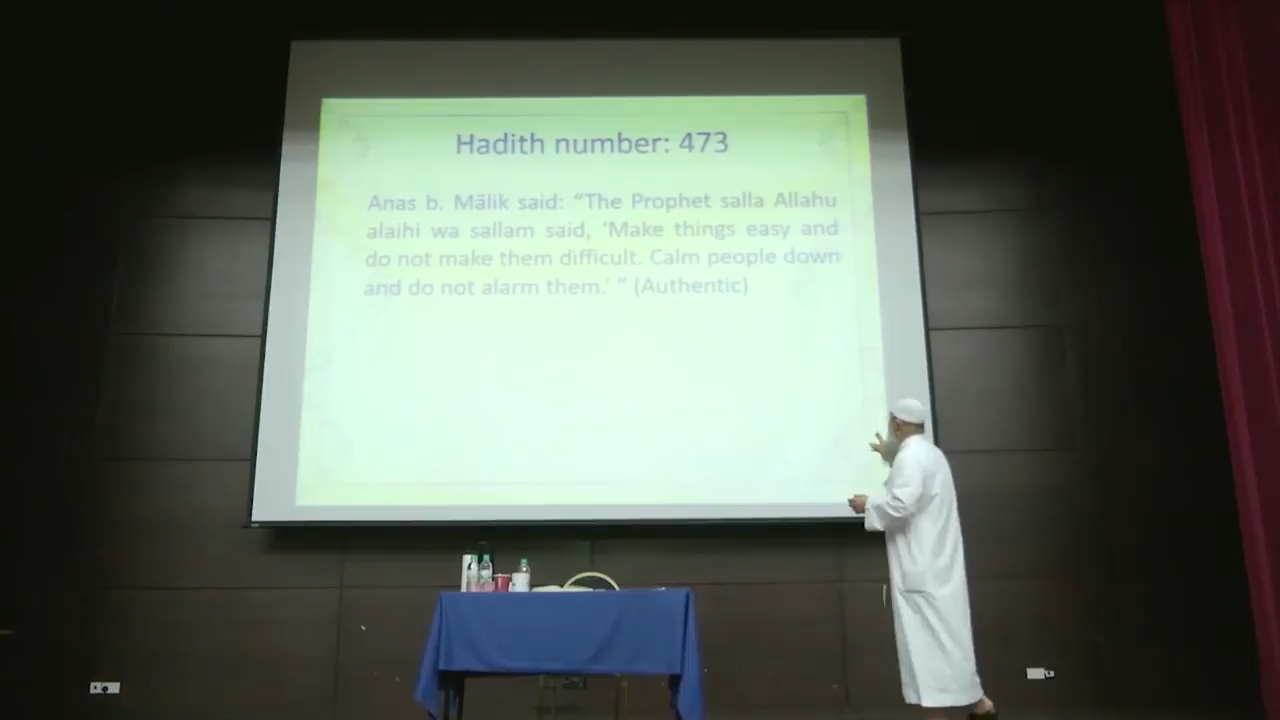 Hadith number: 473
Anas b. Mālik said: “The Prophet salla Allahu
alaihi wa sallam said, ‘Make things easy and
do not make them difficult. Calm people down
and do not alarm them.’ ” (Authentic)